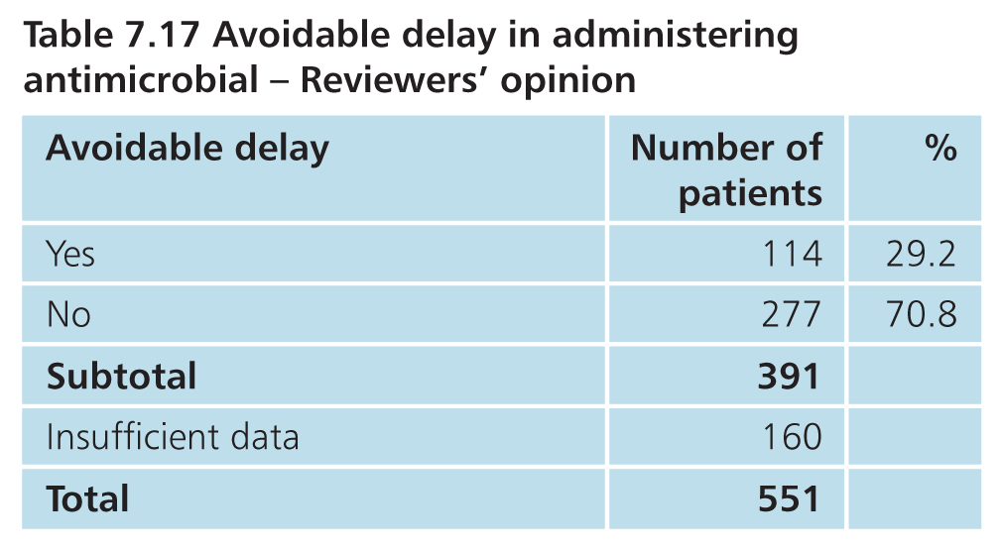 Table 7.17 Avoidable delay in administering
antimicrobial – Reviewers’ opinion
Avoidable delay Number of patients %
Yes 114 29.2
No 277 70.8
Subtotal 391
Insufficient data 160
Total 551